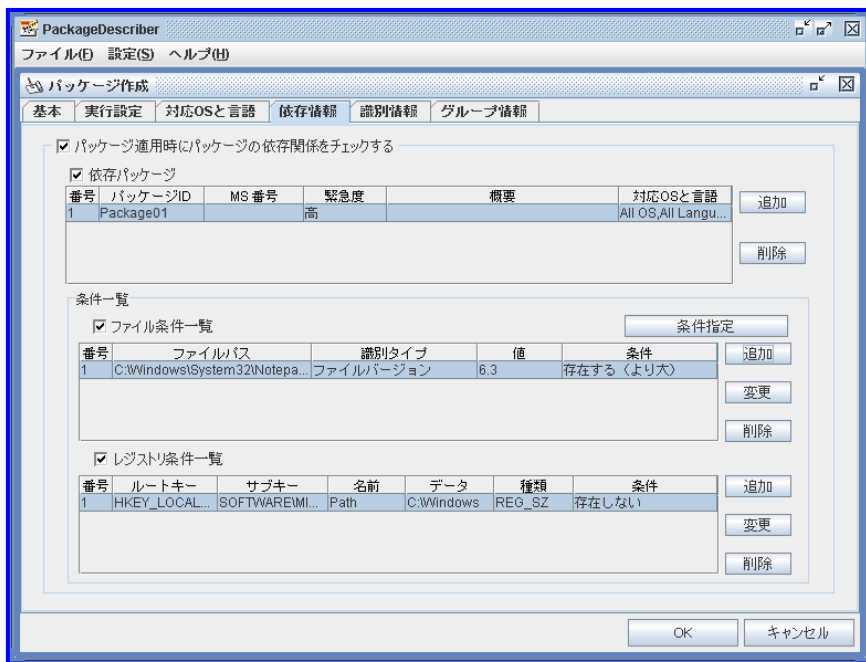 PackageDescriber
ファイル(F) 設定(S) ヘルプ(H)
パッケージ作成
基本 実行設定 対応OSと言語 依存情報 識別情報 グループ情報
パッケージ適用時にパッケージの依存関係をチェックする
依存パッケージ
番号 パッケージID MS 番号 緊急度 概要 対応OSと言語
1 Package01 高 All OS,All Langu...
追加
削除
条件一覧
ファイル条件一覧
条件指定
番号 ファイルパス 識別タイプ 値 条件
1 C:\Windows\System32\Notepa... ファイルバージョン 6.3 存在する（より大）
追加
変更
削除
レジストリ条件一覧
番号 ルートキー サブキー 名前 データ 種類 条件
1 HKEY_LOCAL... SOFTWARE\MI... Path C:\Windows REG_SZ 存在しない
追加
変更
削除
OK キャンセル